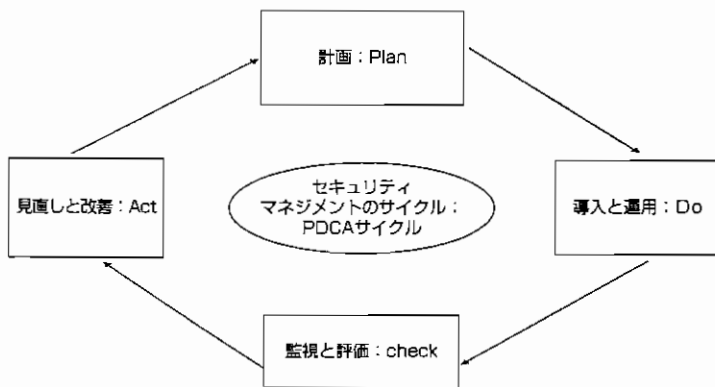 計画：Plan
見直しと改善：Act
セキュリティ
マネジメントのサイクル：
PDCAサイクル
導入と運用：Do
監視と評価：check